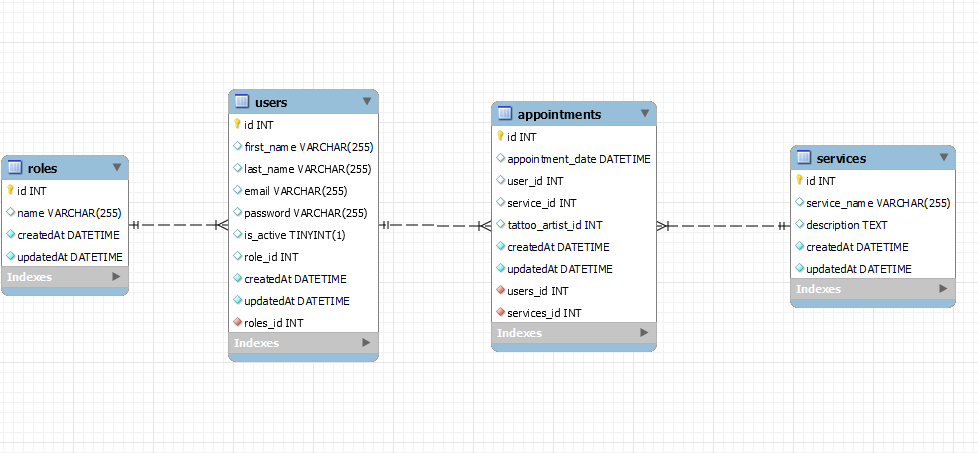 roles
id INT
name VARCHAR(255)
createdAt DATETIME
updatedAt DATETIME
Indexes
users
id INT
first_name VARCHAR(255)
last_name VARCHAR(255)
email VARCHAR(255)
password VARCHAR(255)
is_active TINYINT(1)
role_id INT
createdAt DATETIME
updatedAt DATETIME
roles_id INT
Indexes
appointments
id INT
appointment_date DATETIME
user_id INT
service_id INT
tattoo_artist_id INT
createdAt DATETIME
updatedAt DATETIME
users_id INT
services_id INT
Indexes
services
id INT
service_name VARCHAR(255)
description TEXT
createdAt DATETIME
updatedAt DATETIME
Indexes